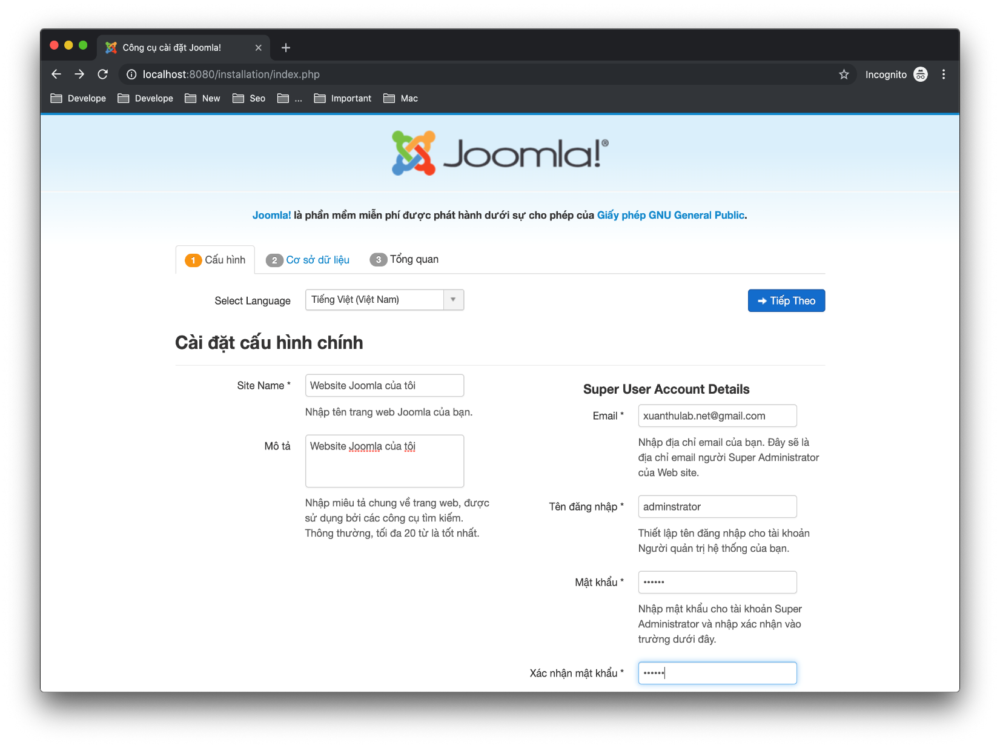 Công cụ cài đặt Joomla!
localhost:8080/installation/index.php
Incognito
Develope
Develope
New
Seo
...
Important
Mac
Joomla!®
Joomla! là phần mềm miễn phí được phát hành dưới sự cho phép của Giấy phép GNU General Public.
1 Cấu hình
2 Cơ sở dữ liệu
3 Tổng quan
Select Language
Tiếng Việt (Việt Nam)
Tiếp Theo
Cài đặt cấu hình chính
Site Name *
Website Joomla của tôi
Nhập tên trang web Joomla của bạn.
Mô tả
Website Joomla của tôi
Nhập miêu tả chung về trang web, được
sử dụng bởi các công cụ tìm kiếm.
Thông thường, tối đa 20 từ là tốt nhất.
Super User Account Details
Email *
xuanthulab.net@gmail.com
Nhập địa chỉ email của bạn. Đây sẽ là
địa chỉ email người Super Administrator
của Web site.
Tên đăng nhập *
adminstrator
Thiết lập tên đăng nhập cho tài khoản
Người quản trị hệ thống của bạn.
Mật khẩu *
••••••
Nhập mật khẩu cho tài khoản Super
Administrator và nhập xác nhận vào
trường dưới đây.
Xác nhận mật khẩu *
••••••